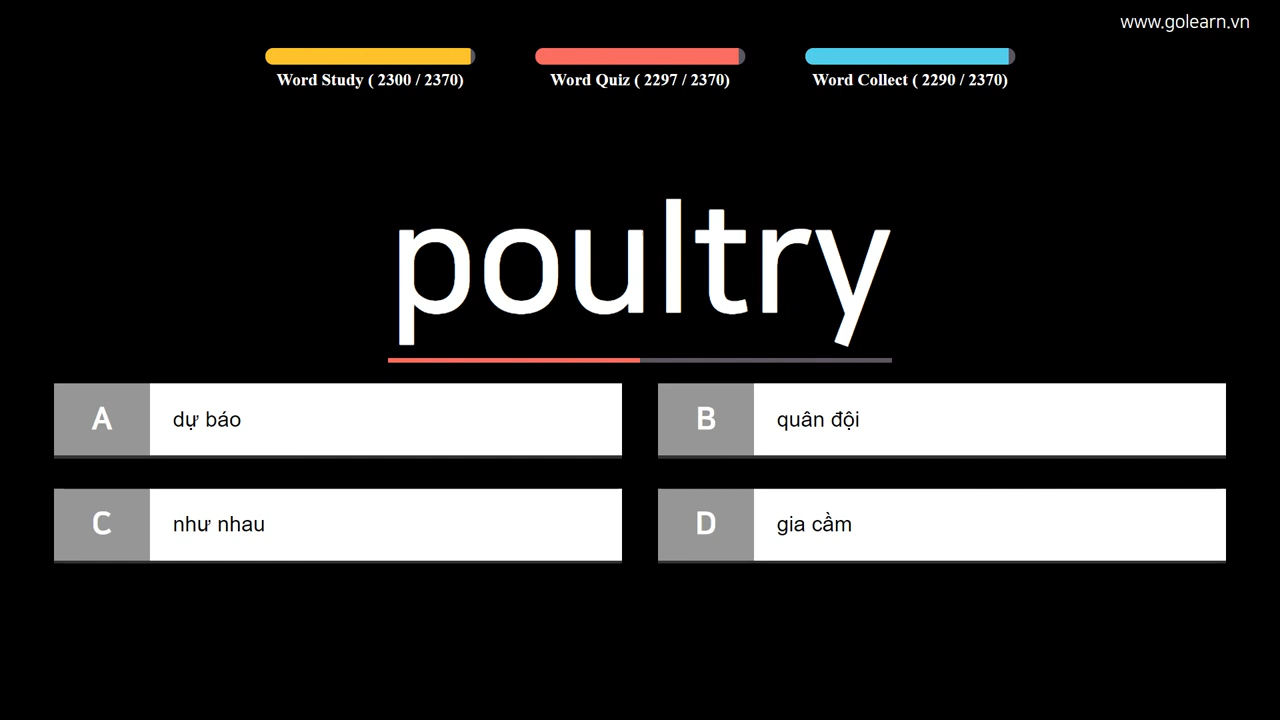 www.golearn.vn
Word Study ( 2300 / 2370)
Word Quiz ( 2297 / 2370)
Word Collect ( 2290 / 2370)
poultry
A dự báo
B quân đội
C như nhau
D gia cầm